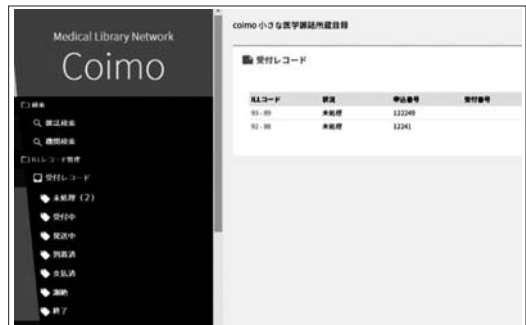 Medical Library Network
Coimo
検索
雑誌検索
機関検索
ILLレコード管理
受付レコード
未処理 (2)
受付中
発送中
到着済
支払済
謝絶
終了
coimo 小さな医学雑誌所蔵目録
受付レコード
ILLコード 状況 申込番号 受付番号
93 - 89 未処理 122249
92 - 88 未処理 12241